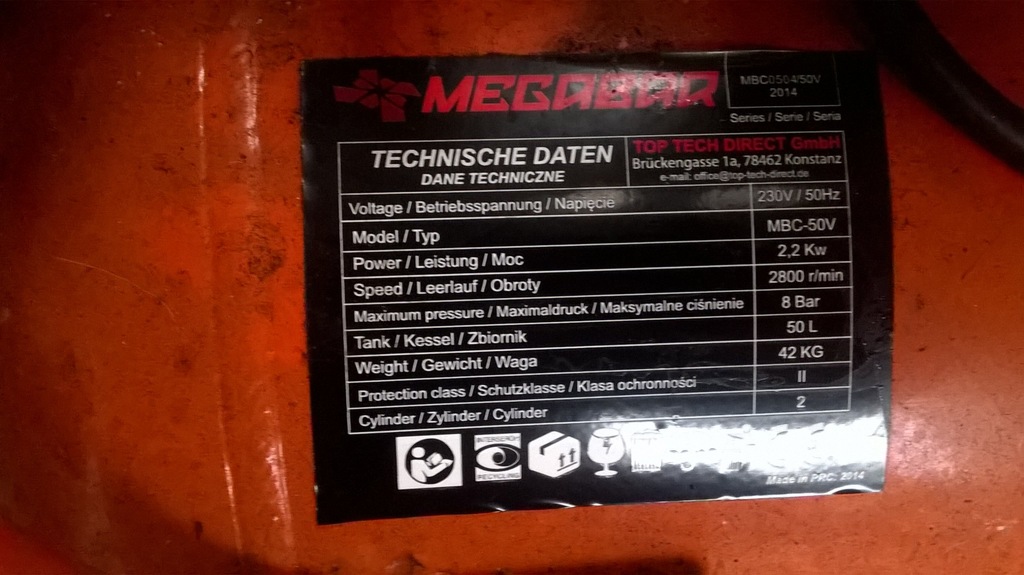 MEGABAR
MBC0504/50V
2014
Series / Serie / Seria
TECHNISCHE DATEN
DANE TECHNICZNE
TOP TECH DIRECT GmbH
Brückengasse 1a, 78462 Konstanz
e-mail: office@top-tech-direct.de
Voltage / Betriebsspannung / Napięcie 230V / 50Hz
Model / Typ MBC-50V
Power / Leistung / Moc 2,2 Kw
Speed / Leerlauf / Obroty 2800 r/min
Maximum pressure / Maximaldruck / Maksymalne ciśnienie 8 Bar
Tank / Kessel / Zbiornik 50 L
Weight / Gewicht / Waga 42 KG
Protection class / Schutzklasse / Klasa ochronności II
Cylinder / Zylinder / Cylinder 2
INTERSEROH
RECYCLING
Made in PRC. 2014